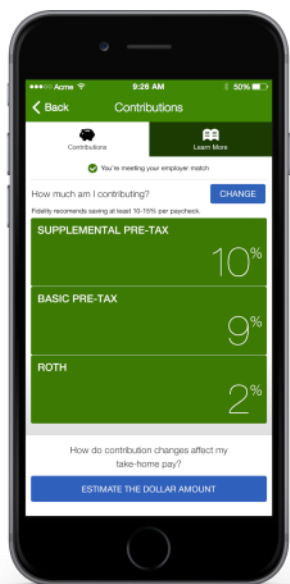 Acme 9:26 AM 50%
Back Contributions
Contributions Learn More
You're meeting your employer match
How much am I contributing? CHANGE
Fidelity recomends saving at least 10-15% per paycheck.
SUPPLEMENTAL PRE-TAX
10%
BASIC PRE-TAX
9%
ROTH
2%
How do contribution changes affect my
take-home pay?
ESTIMATE THE DOLLAR AMOUNT